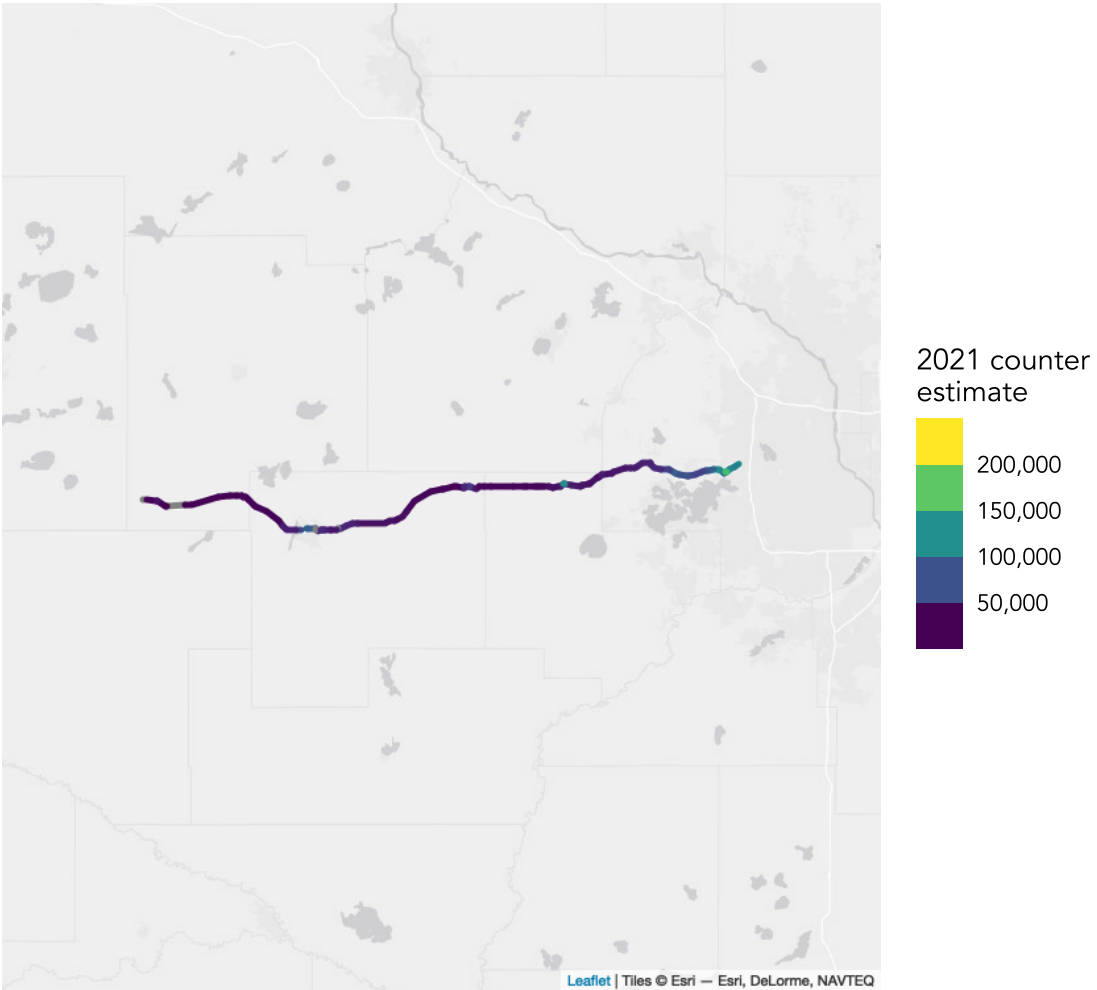 2021 counter
estimate
200,000
150,000
100,000
50,000
Leaflet | Tiles © Esri — Esri, DeLorme, NAVTEQ